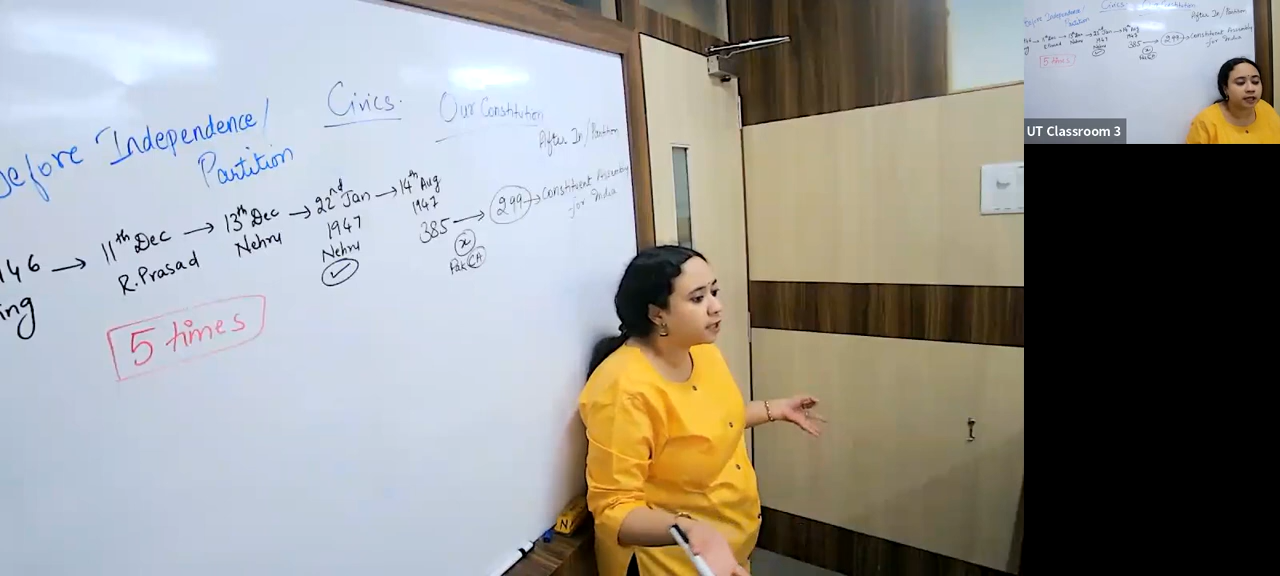 Civics.
Our Constitution
Before Independence/
Partition
After In/Partition
146 → 11th Dec → 13th Dec → 22nd Jan → 14th Aug
ing R.Prasad Nehru 1947 1947
Nehru 385 → 299 → Constituent Assembly
for India
✓ x
Pak CA
5 times
UT Classroom 3